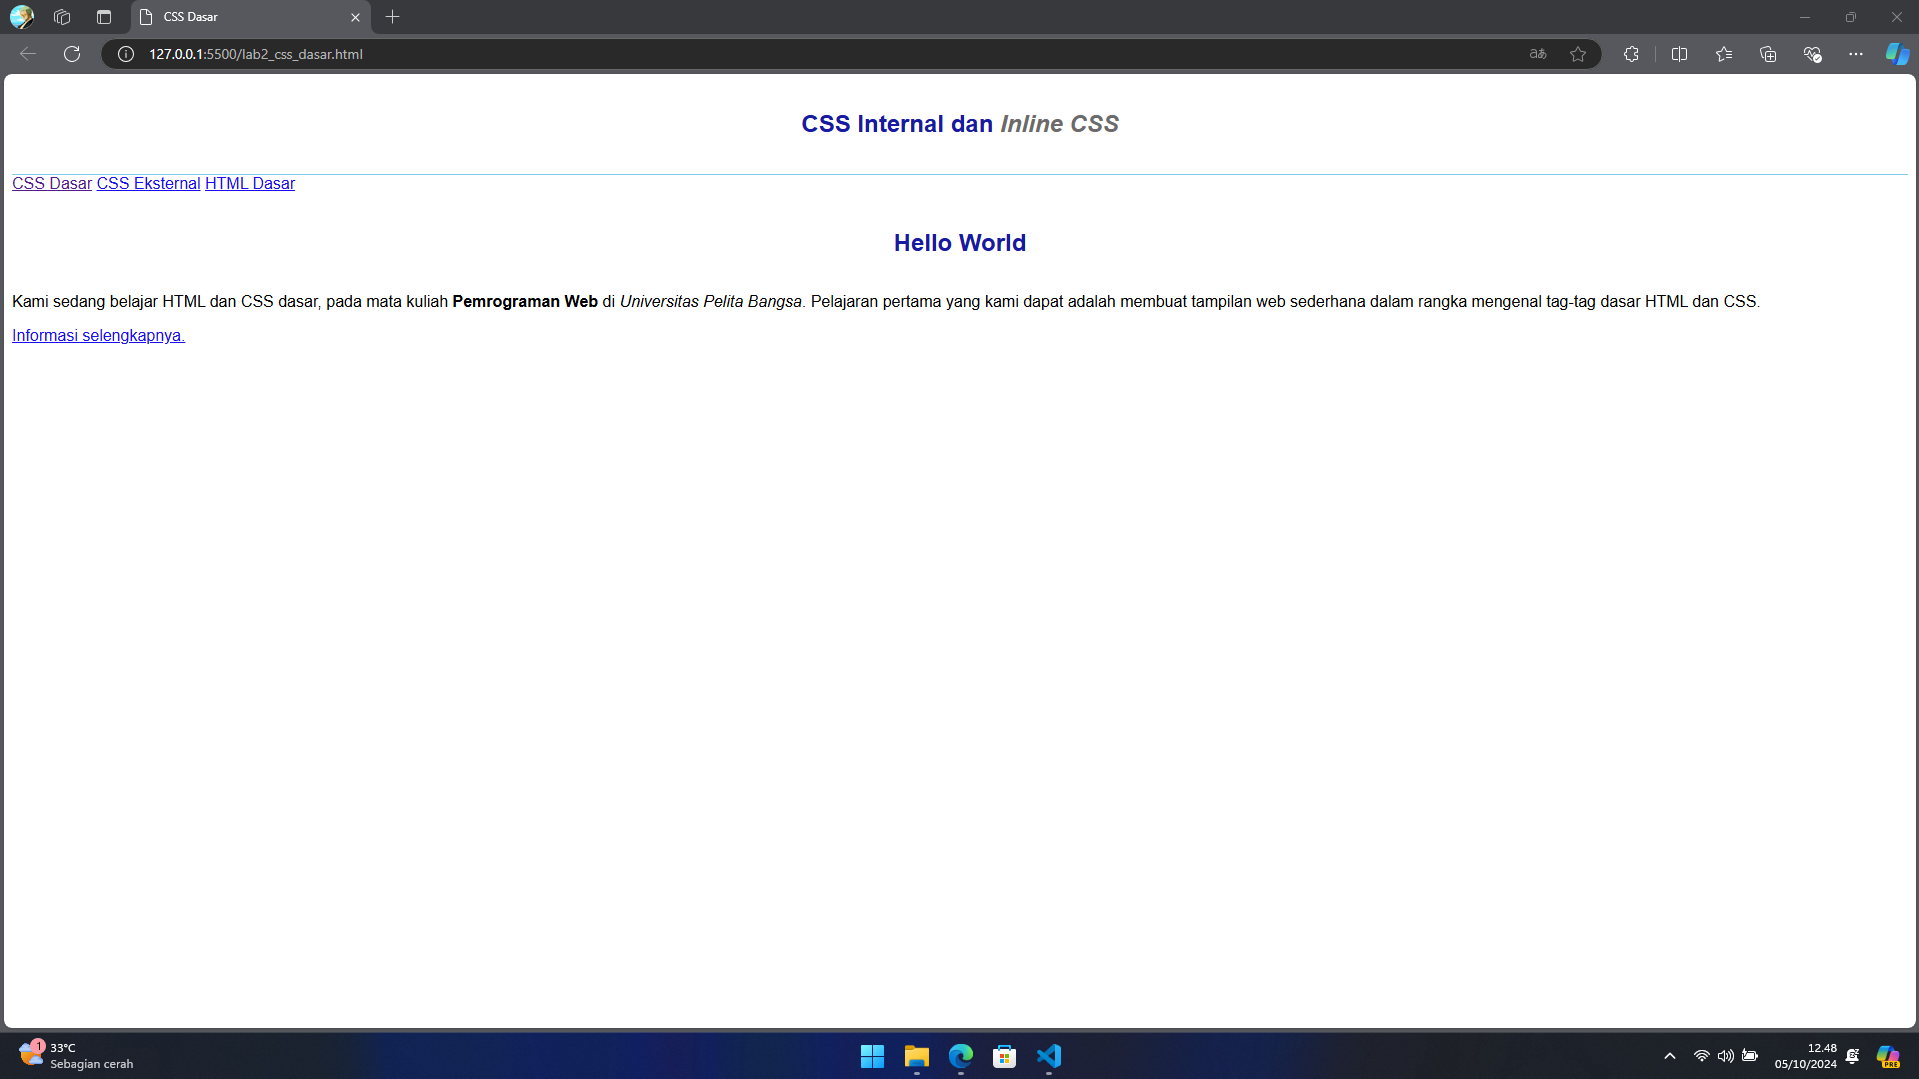 CSS Dasar
127.0.0.1:5500/lab2_css_dasar.html
CSS Internal dan Inline CSS
CSS Dasar CSS Eksternal HTML Dasar
Hello World
Kami sedang belajar HTML dan CSS dasar, pada mata kuliah Pemrograman Web di Universitas Pelita Bangsa. Pelajaran pertama yang kami dapat adalah membuat tampilan web sederhana dalam rangka mengenal tag-tag dasar HTML dan CSS.
Informasi selengkapnya.
1
33°C
Sebagian cerah
12.48
05/10/2024
PRE